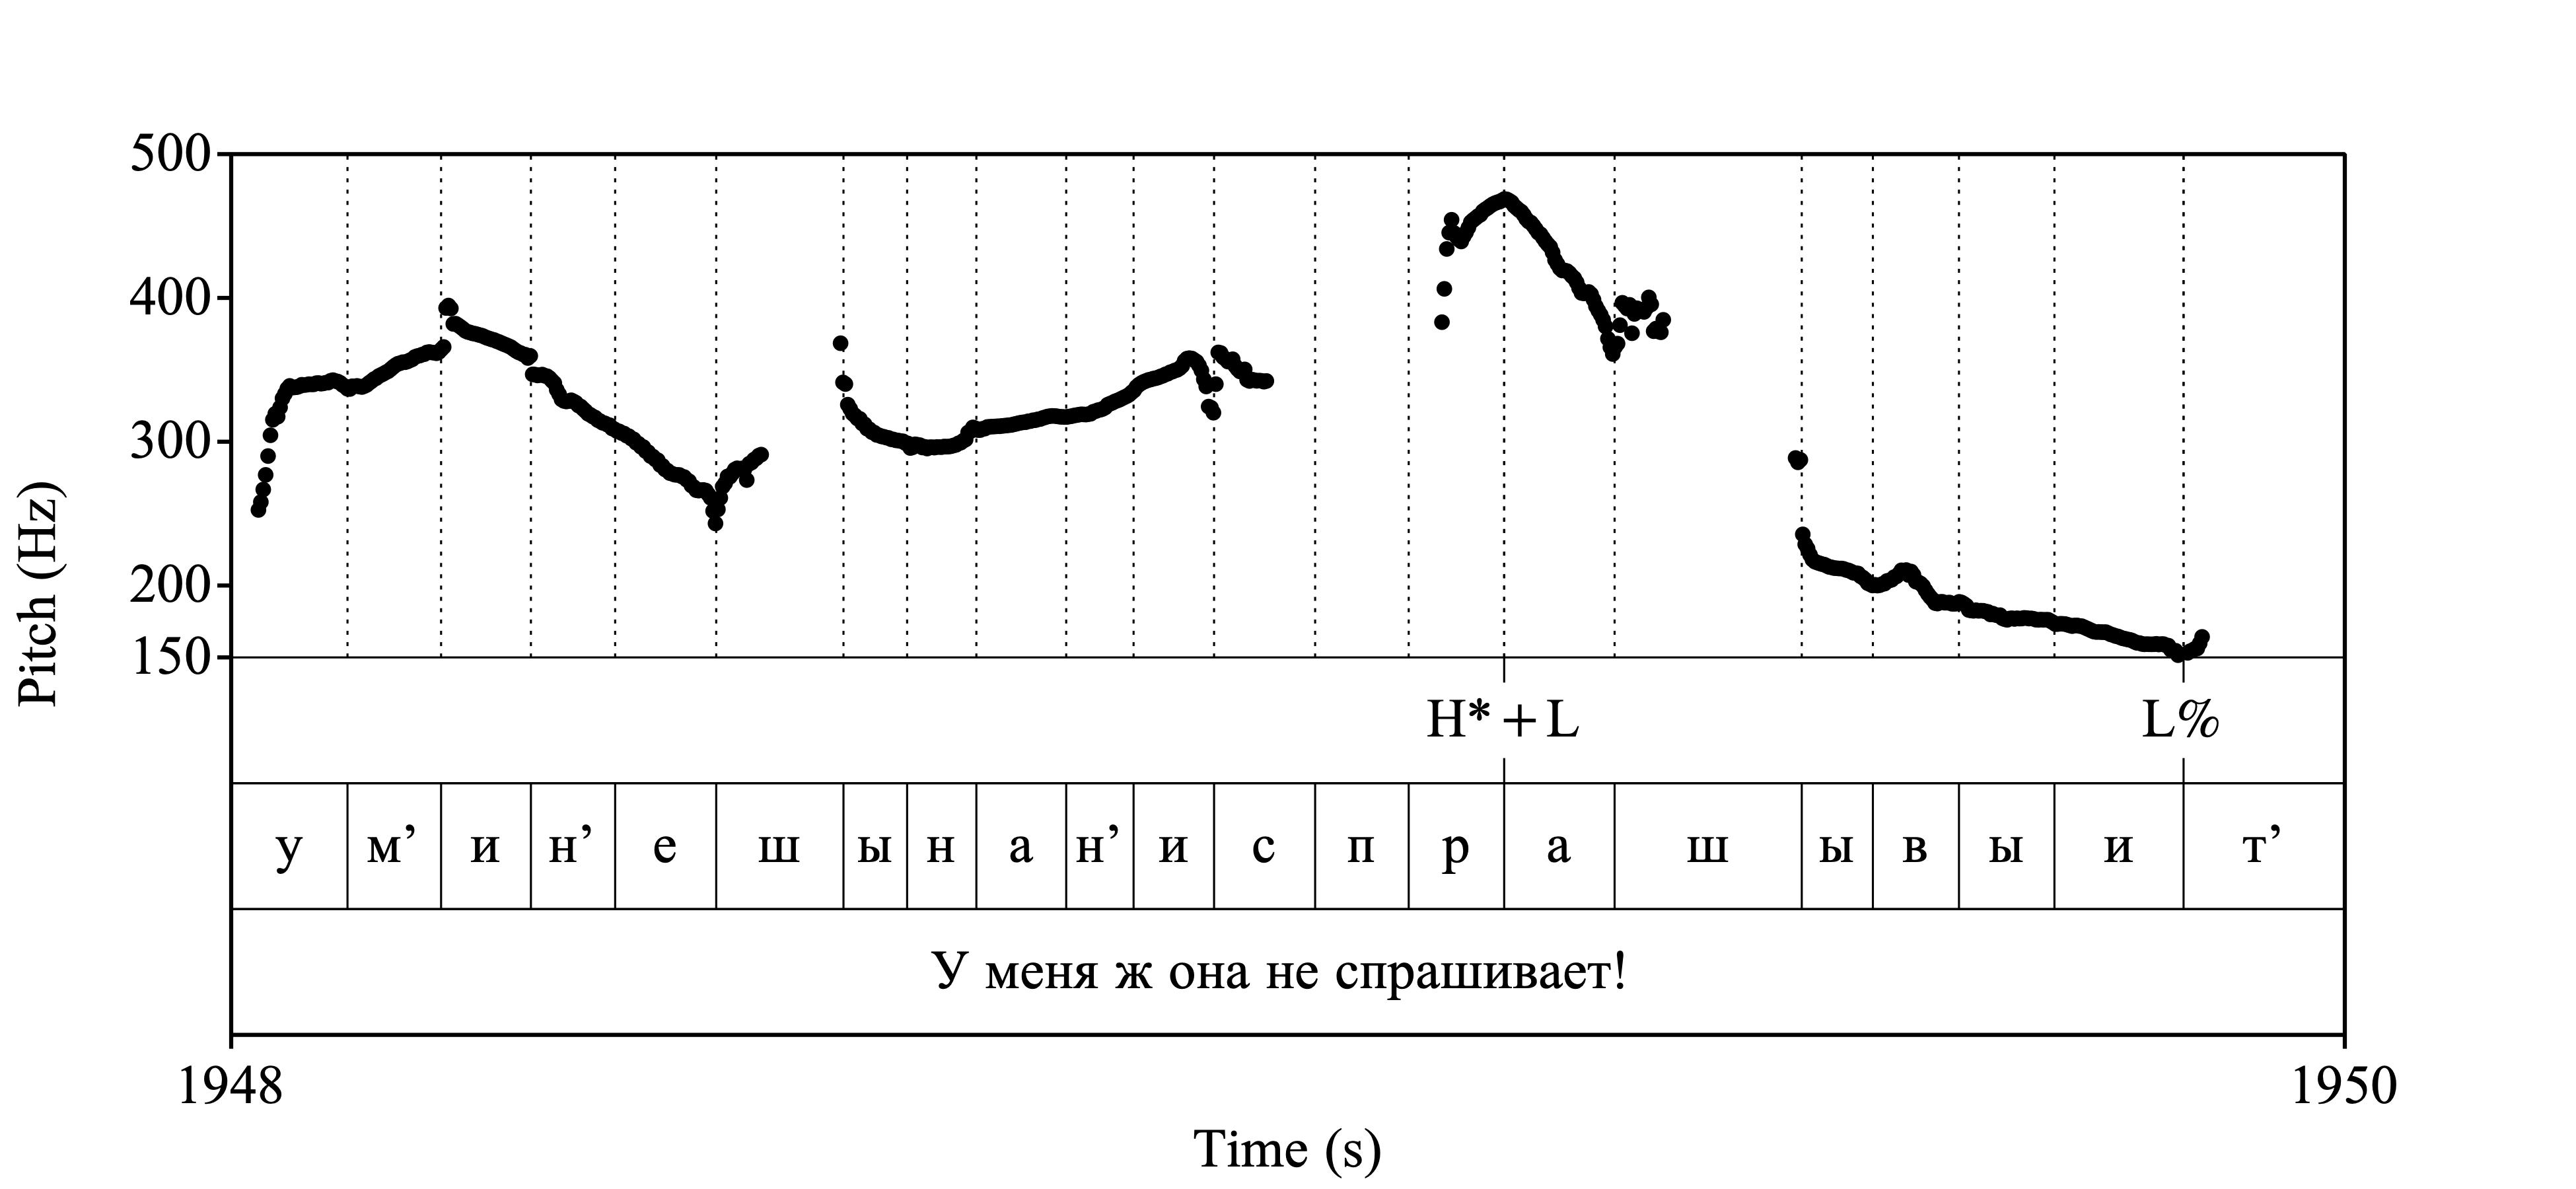 500
400
300
200
150
Pitch (Hz)
H* + L L%
у м’ и н’ е ш ы н а н’ и с п р а ш ы в ы и т’
У меня ж она не спрашивает!
1948 1950
Time (s)